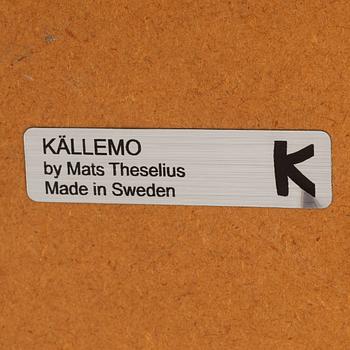 KÄLLEMO
by Mats Theselius
Made in Sweden
K